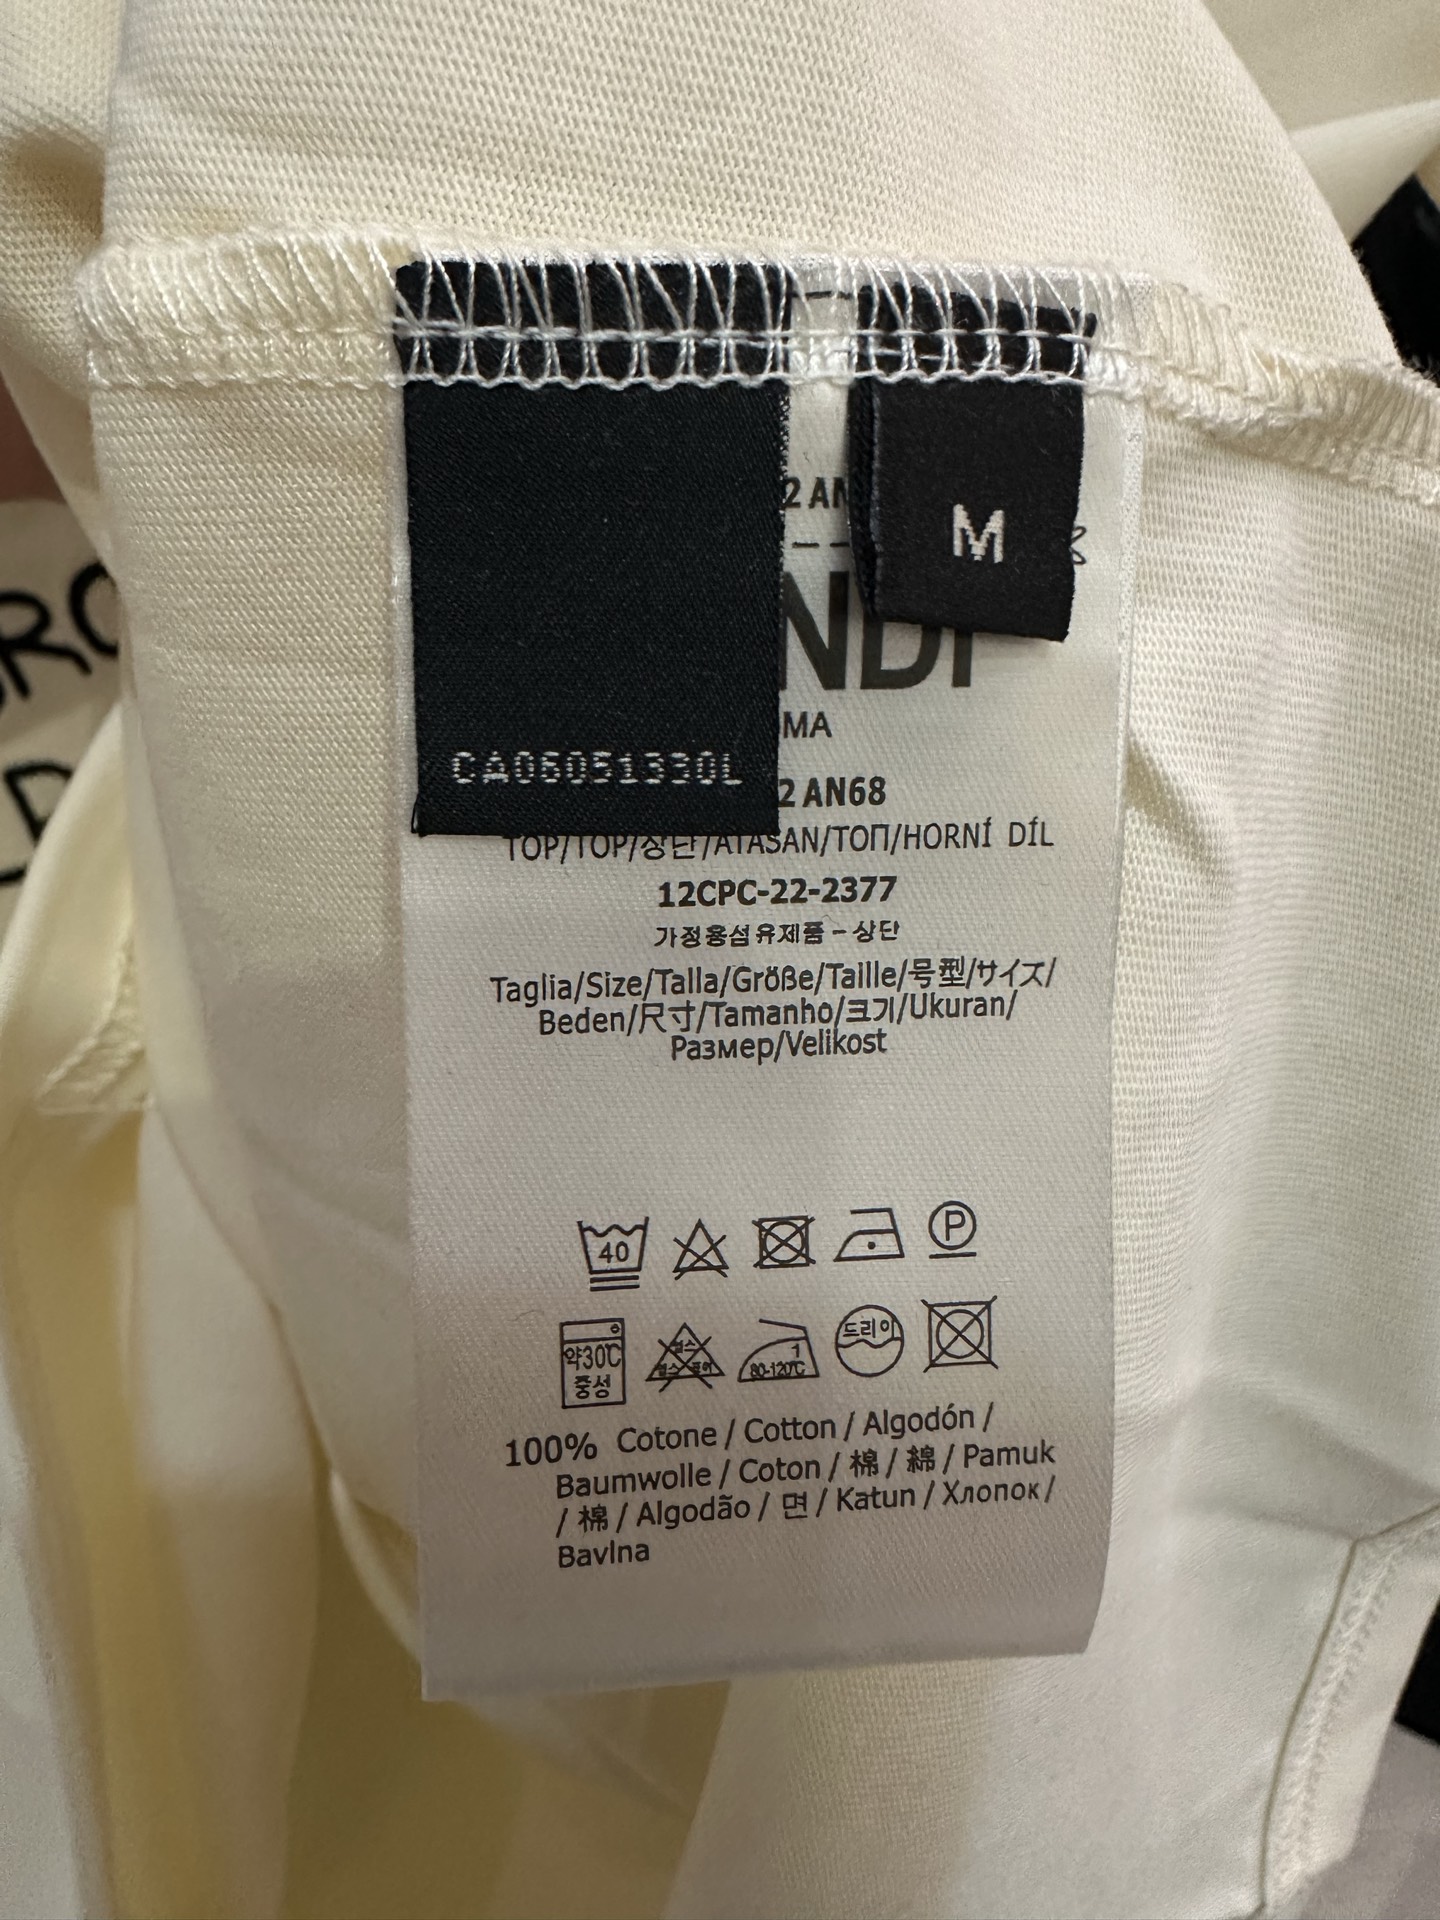 M
2 AN
NDI
MA
CA06051330L
2 AN68
TOP/TOP/상단/ATASAN/ТОП/HORNÍ DÍL
12CPC-22-2377
가정용섬유제품-상단
Taglia/Size/Talla/Größe/Taille/号型/サイズ/
Beden/尺寸/Tamanho/크기/Ukuran/
Размер/Velikost
40
P
약30℃
중성
1
80-120℃
드라이
100% Cotone / Cotton / Algodón /
Baumwolle / Coton / 棉 / 綿 / Pamuk
/ 棉 / Algodão / 면 / Katun / Хлопок /
Bavlna